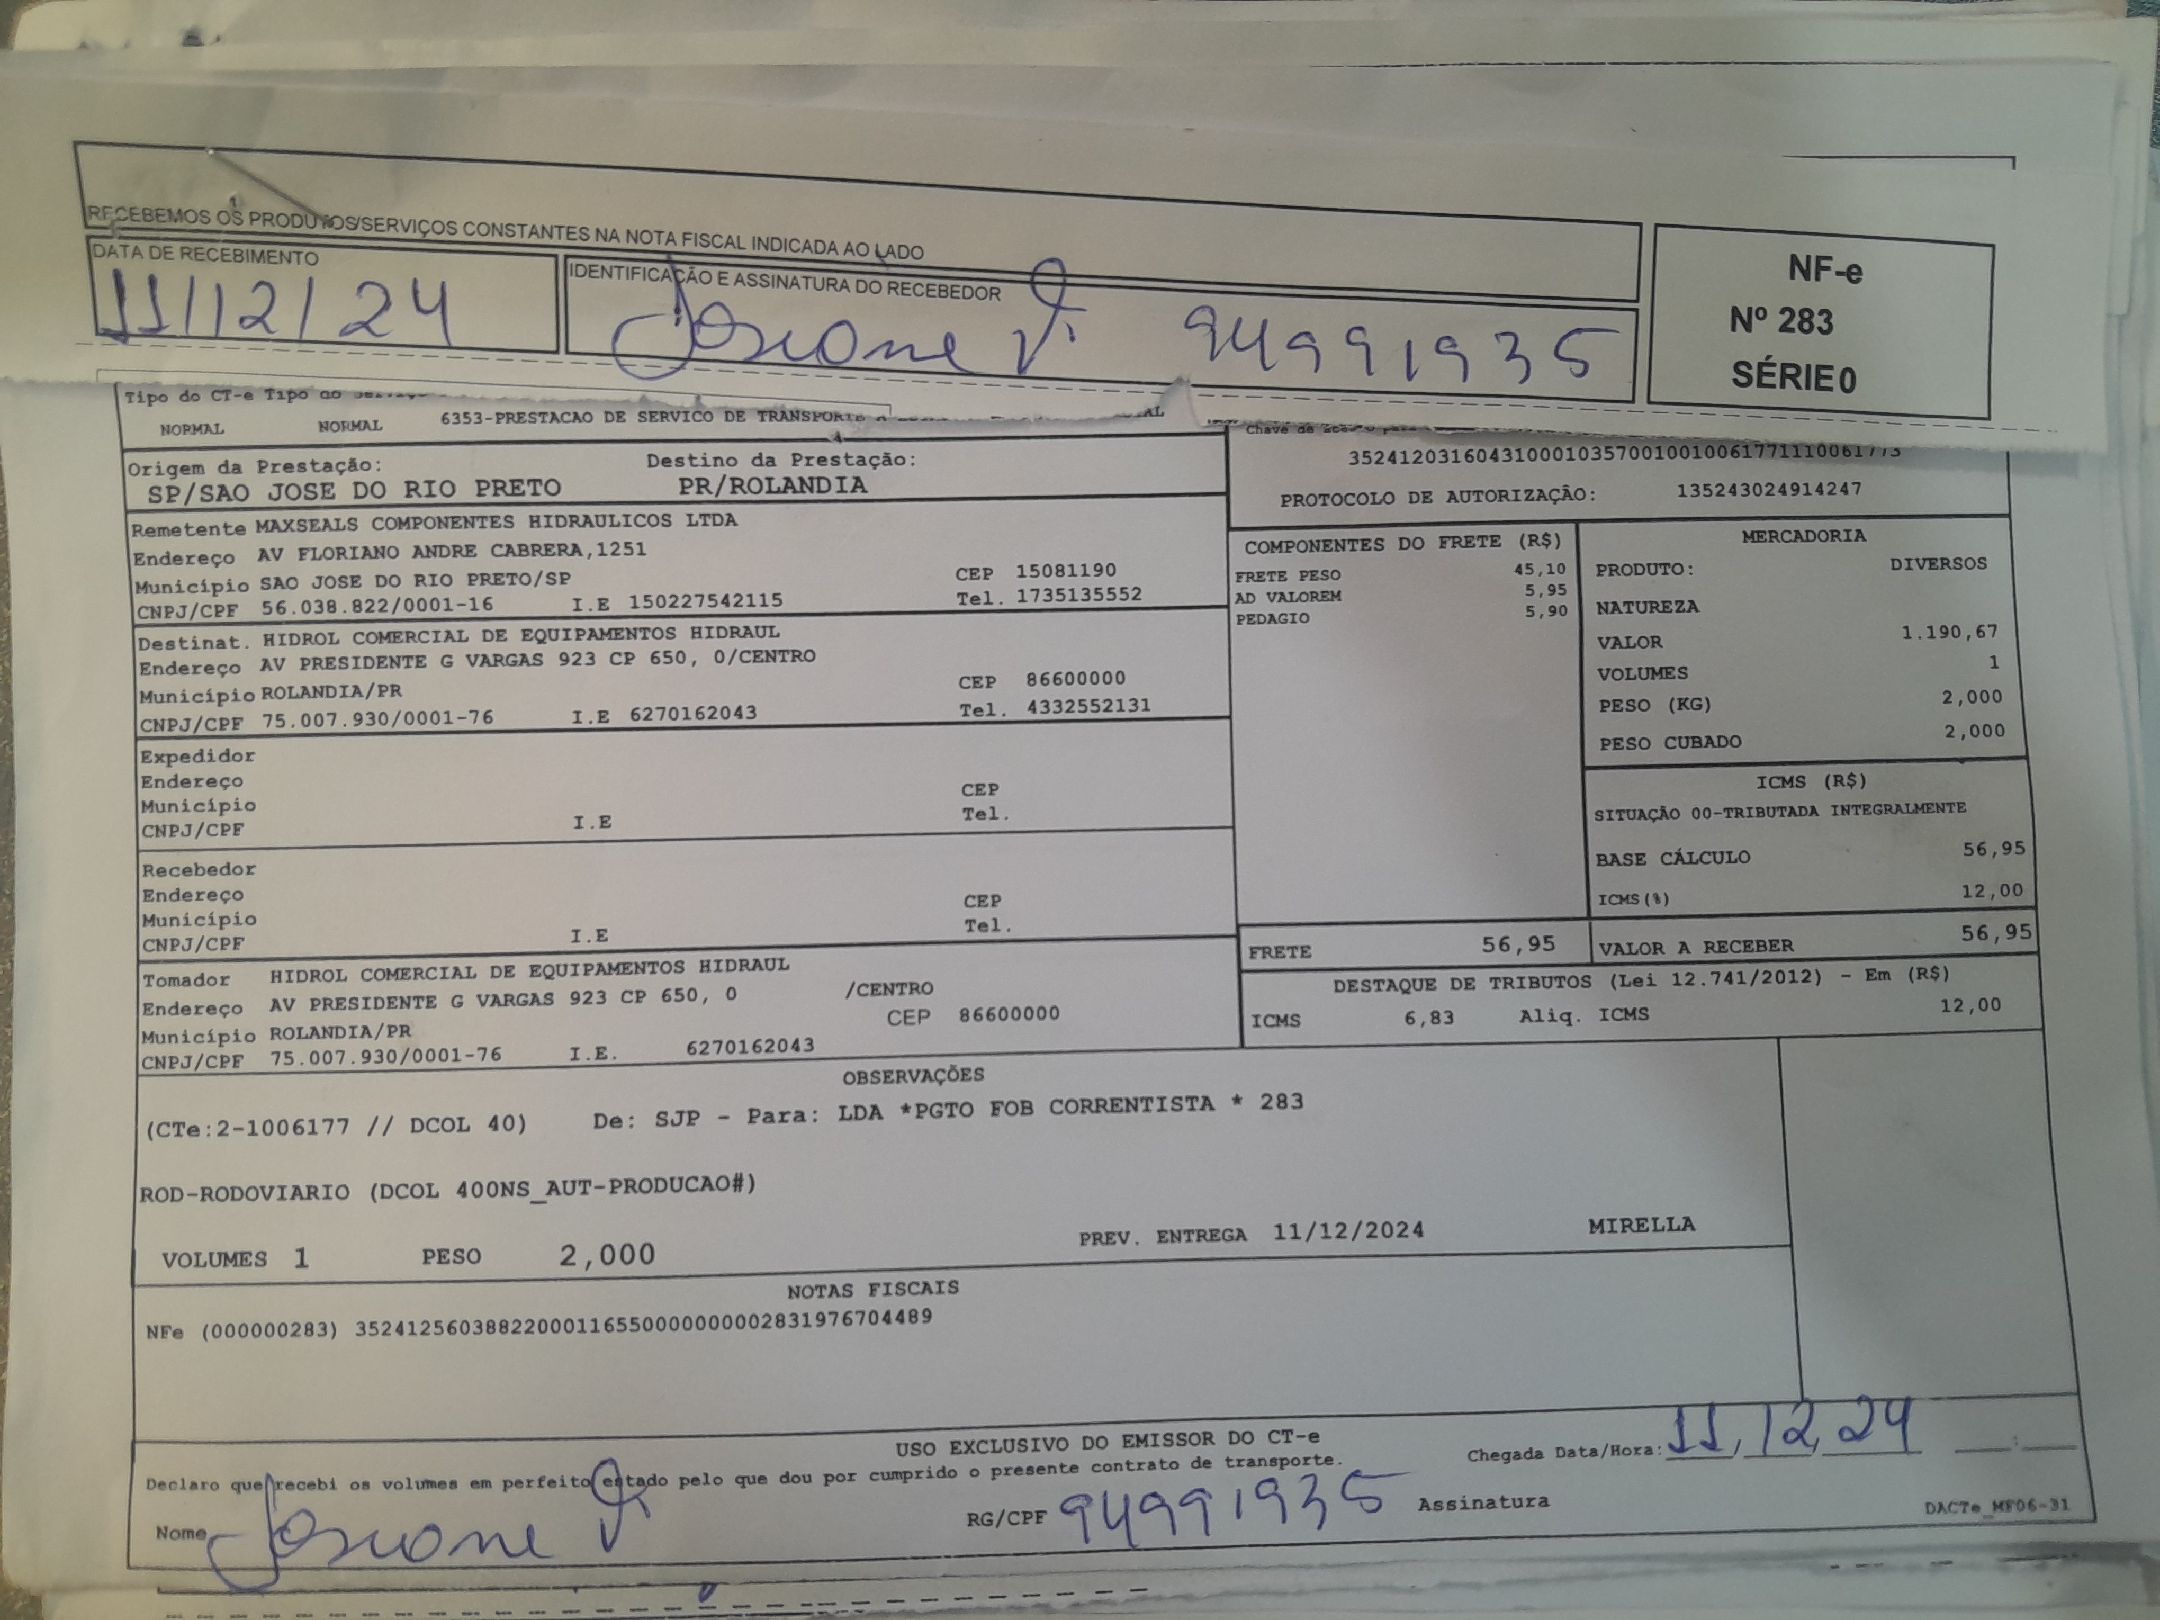 RECEBEMOS OS PRODUTOS/SERVIÇOS CONSTANTES NA NOTA FISCAL INDICADA AO LADO
DATA DE RECEBIMENTO
11/12/24
IDENTIFICAÇÃO E ASSINATURA DO RECEBEDOR
94991935
NF-e
Nº 283
SÉRIE 0
Tipo do CT-e Tipo do
NORMAL NORMAL 6353-PRESTACAO DE SERVICO DE TRANSPORTE
Origem da Prestação: Destino da Prestação:
SP/SAO JOSE DO RIO PRETO PR/ROLANDIA
PROTOCOLO DE AUTORIZAÇÃO: 135243024914247
Remetente MAXSEALS COMPONENTES HIDRAULICOS LTDA
Endereço AV FLORIANO ANDRE CABRERA,1251
Município SAO JOSE DO RIO PRETO/SP CEP 15081190
CNPJ/CPF 56.038.822/0001-16 I.E 150227542115 Tel. 1735135552
Destinat. HIDROL COMERCIAL DE EQUIPAMENTOS HIDRAUL
Endereço AV PRESIDENTE G VARGAS 923 CP 650, 0/CENTRO
Município ROLANDIA/PR CEP 86600000
CNPJ/CPF 75.007.930/0001-76 I.E 6270162043 Tel. 4332552131
Expedidor
Endereço
Município CEP
CNPJ/CPF I.E Tel.
Recebedor
Endereço
Município CEP
CNPJ/CPF I.E Tel.
Tomador HIDROL COMERCIAL DE EQUIPAMENTOS HIDRAUL
Endereço AV PRESIDENTE G VARGAS 923 CP 650, 0 /CENTRO
Município ROLANDIA/PR CEP 86600000
CNPJ/CPF 75.007.930/0001-76 I.E. 6270162043
COMPONENTES DO FRETE (R$)
FRETE PESO 45,10
AD VALOREM 5,95
PEDAGIO 5,90
MERCADORIA
PRODUTO: DIVERSOS
NATUREZA
VALOR 1.190,67
VOLUMES 1
PESO (KG) 2,000
PESO CUBADO 2,000
ICMS (R$)
SITUAÇÃO 00-TRIBUTADA INTEGRALMENTE
BASE CÁLCULO 56,95
ICMS(%) 12,00
FRETE 56,95 VALOR A RECEBER 56,95
DESTAQUE DE TRIBUTOS (Lei 12.741/2012) - Em (R$)
ICMS 6,83 Aliq. ICMS 12,00
OBSERVAÇÕES
(CTe:2-1006177 // DCOL 40) De: SJP - Para: LDA *PGTO FOB CORRENTISTA * 283
ROD-RODOVIARIO (DCOL 400NS_AUT-PRODUCAO#)
VOLUMES 1 PESO 2,000 PREV. ENTREGA 11/12/2024 MIRELLA
NOTAS FISCAIS
NFe (000000283) 35241256038822000116550000000002831976704489
USO EXCLUSIVO DO EMISSOR DO CT-e
Chegada Data/Hora: 11/12/24
Declaro que recebi os volumes em perfeito estado pelo que dou por cumprido o presente contrato de transporte.
Nome RG/CPF 94991935 Assinatura
DACTe_MF06-31